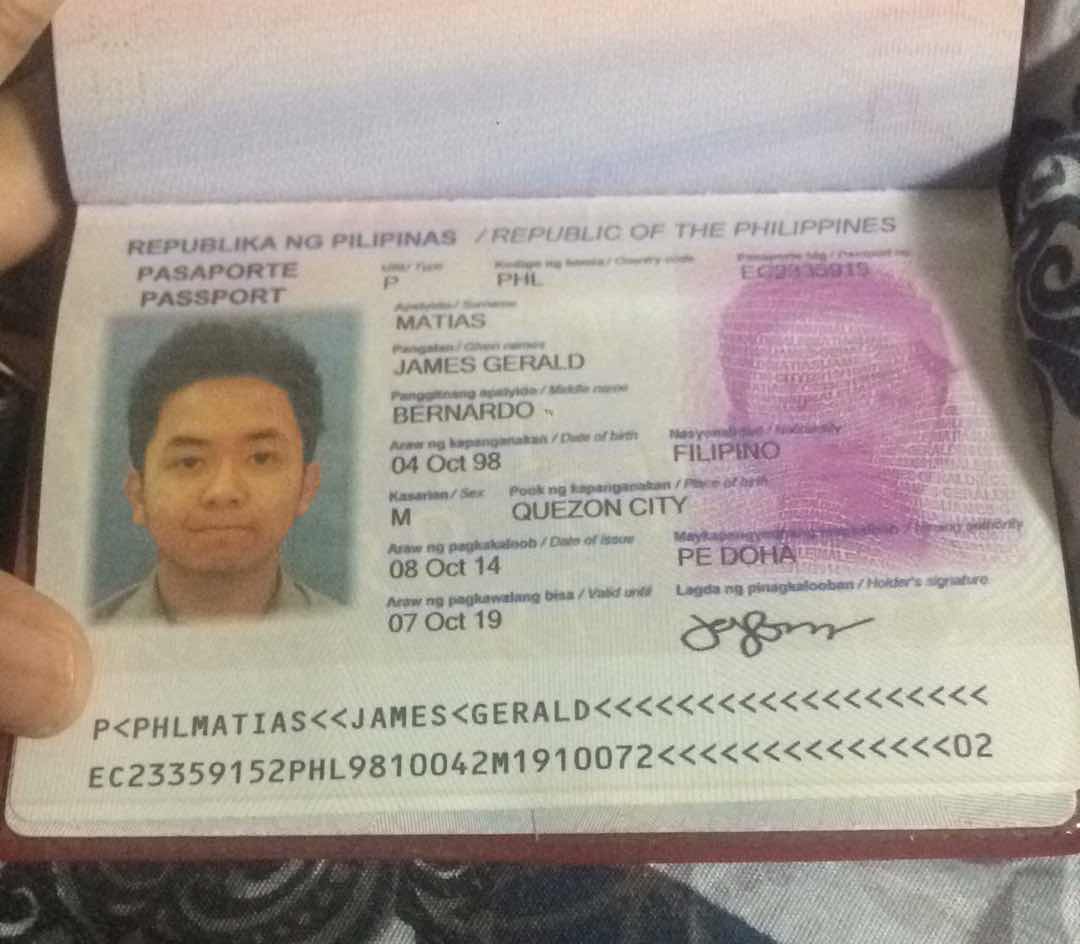 REPUBLIKA NG PILIPINAS / REPUBLIC OF THE PHILIPPINES
PASAPORTE
PASSPORT
Uri/ Type
Kodigo ng bansa / Country code
Pasaporte blg / Passport no.
P
PHL
EC2335915
Apelyido / Surname
MATIAS
Pangalan / Given names
JAMES GERALD
Panggitnang apelyido / Middle name
BERNARDO
Araw ng kapanganakan / Date of birth
Nasyonalidad / Nationality
04 Oct 98
FILIPINO
Kasarian / Sex
Pook ng kapanganakan / Place of birth
M
QUEZON CITY
Araw ng pagkakaloob / Date of issue
Issuing authority
08 Oct 14
PE DOHA
Araw ng pagkawalang bisa / Valid until
Lagda ng pinagkalooban / Holder's signature
07 Oct 19
P<PHLMATIAS<<JAMES<GERALD<<<<<<<<<<<<<<<<<<<
EC23359152PHL9810042M1910072<<<<<<<<<<<<<<02